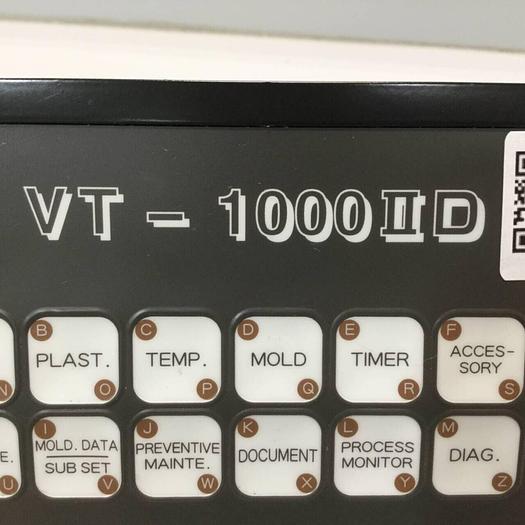 VT-1000ⅡD
B
C
D
E
F
PLAST.
TEMP.
MOLD
TIMER
ACCES-
SORY
N
O
P
Q
R
S
I
J
K
L
M
E.
MOLD. DATA
SUB SET
PREVENTIVE
MAINTE.
DOCUMENT
PROCESS
MONITOR
DIAG.
U
V
W
X
Y
Z